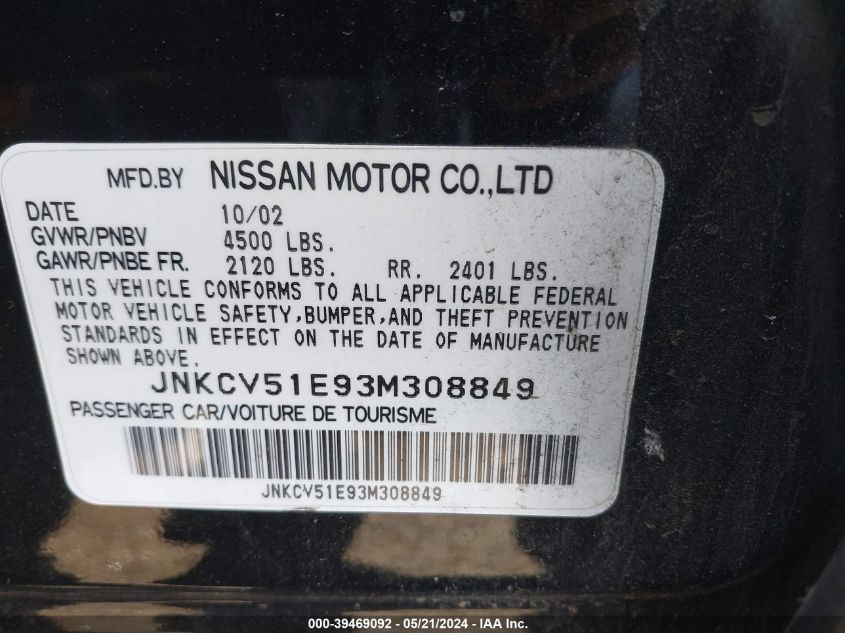 MFD.BY NISSAN MOTOR CO.,LTD
DATE 10/02
GVWR/PNBV 4500 LBS.
GAWR/PNBE FR. 2120 LBS. RR. 2401 LBS.
THIS VEHICLE CONFORMS TO ALL APPLICABLE FEDERAL
MOTOR VEHICLE SAFETY,BUMPER,AND THEFT PREVENTION
STANDARDS IN EFFECT ON THE DATE OF MANUFACTURE
SHOWN ABOVE.
JNKCV51E93M308849
PASSENGER CAR/VOITURE DE TOURISME
JNKCV51E93M308849
000-39469092 - 05/21/2024 - IAAI.COM